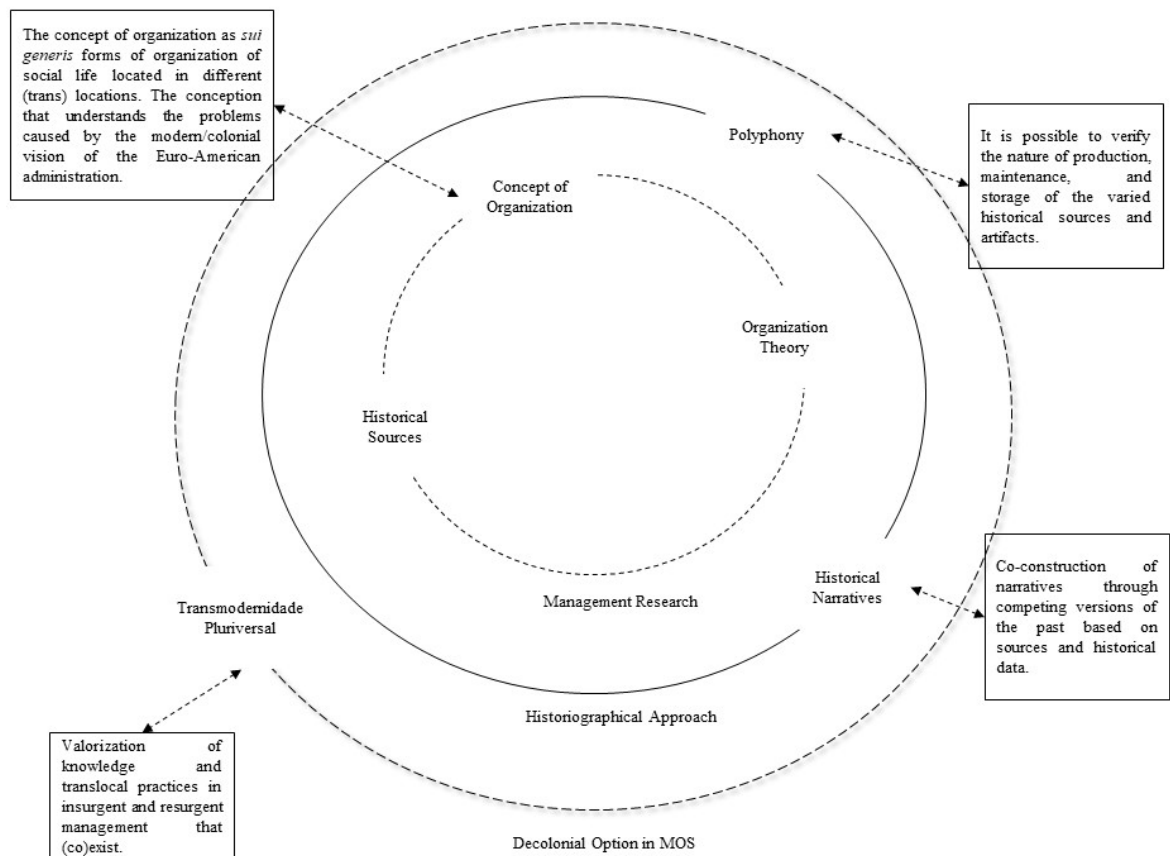 The concept of organization as sui
generis forms of organization of
social life located in different
(trans) locations. The conception
that understands the problems
caused by the modern/colonial
vision of the Euro-American
administration.
Polyphony
It is possible to verify
the nature of production,
maintenance, and
storage of the varied
historical sources and
artifacts.
Concept of
Organization
Organization
Theory
Historical
Sources
Management Research
Historical
Narratives
Co-construction of
narratives through
competing versions of
the past based on
sources and historical
data.
Transmodernidade
Pluriversal
Historiographical Approach
Valorization of
knowledge and
translocal practices in
insurgent and resurgent
management that
(co)exist.
Decolonial Option in MOS